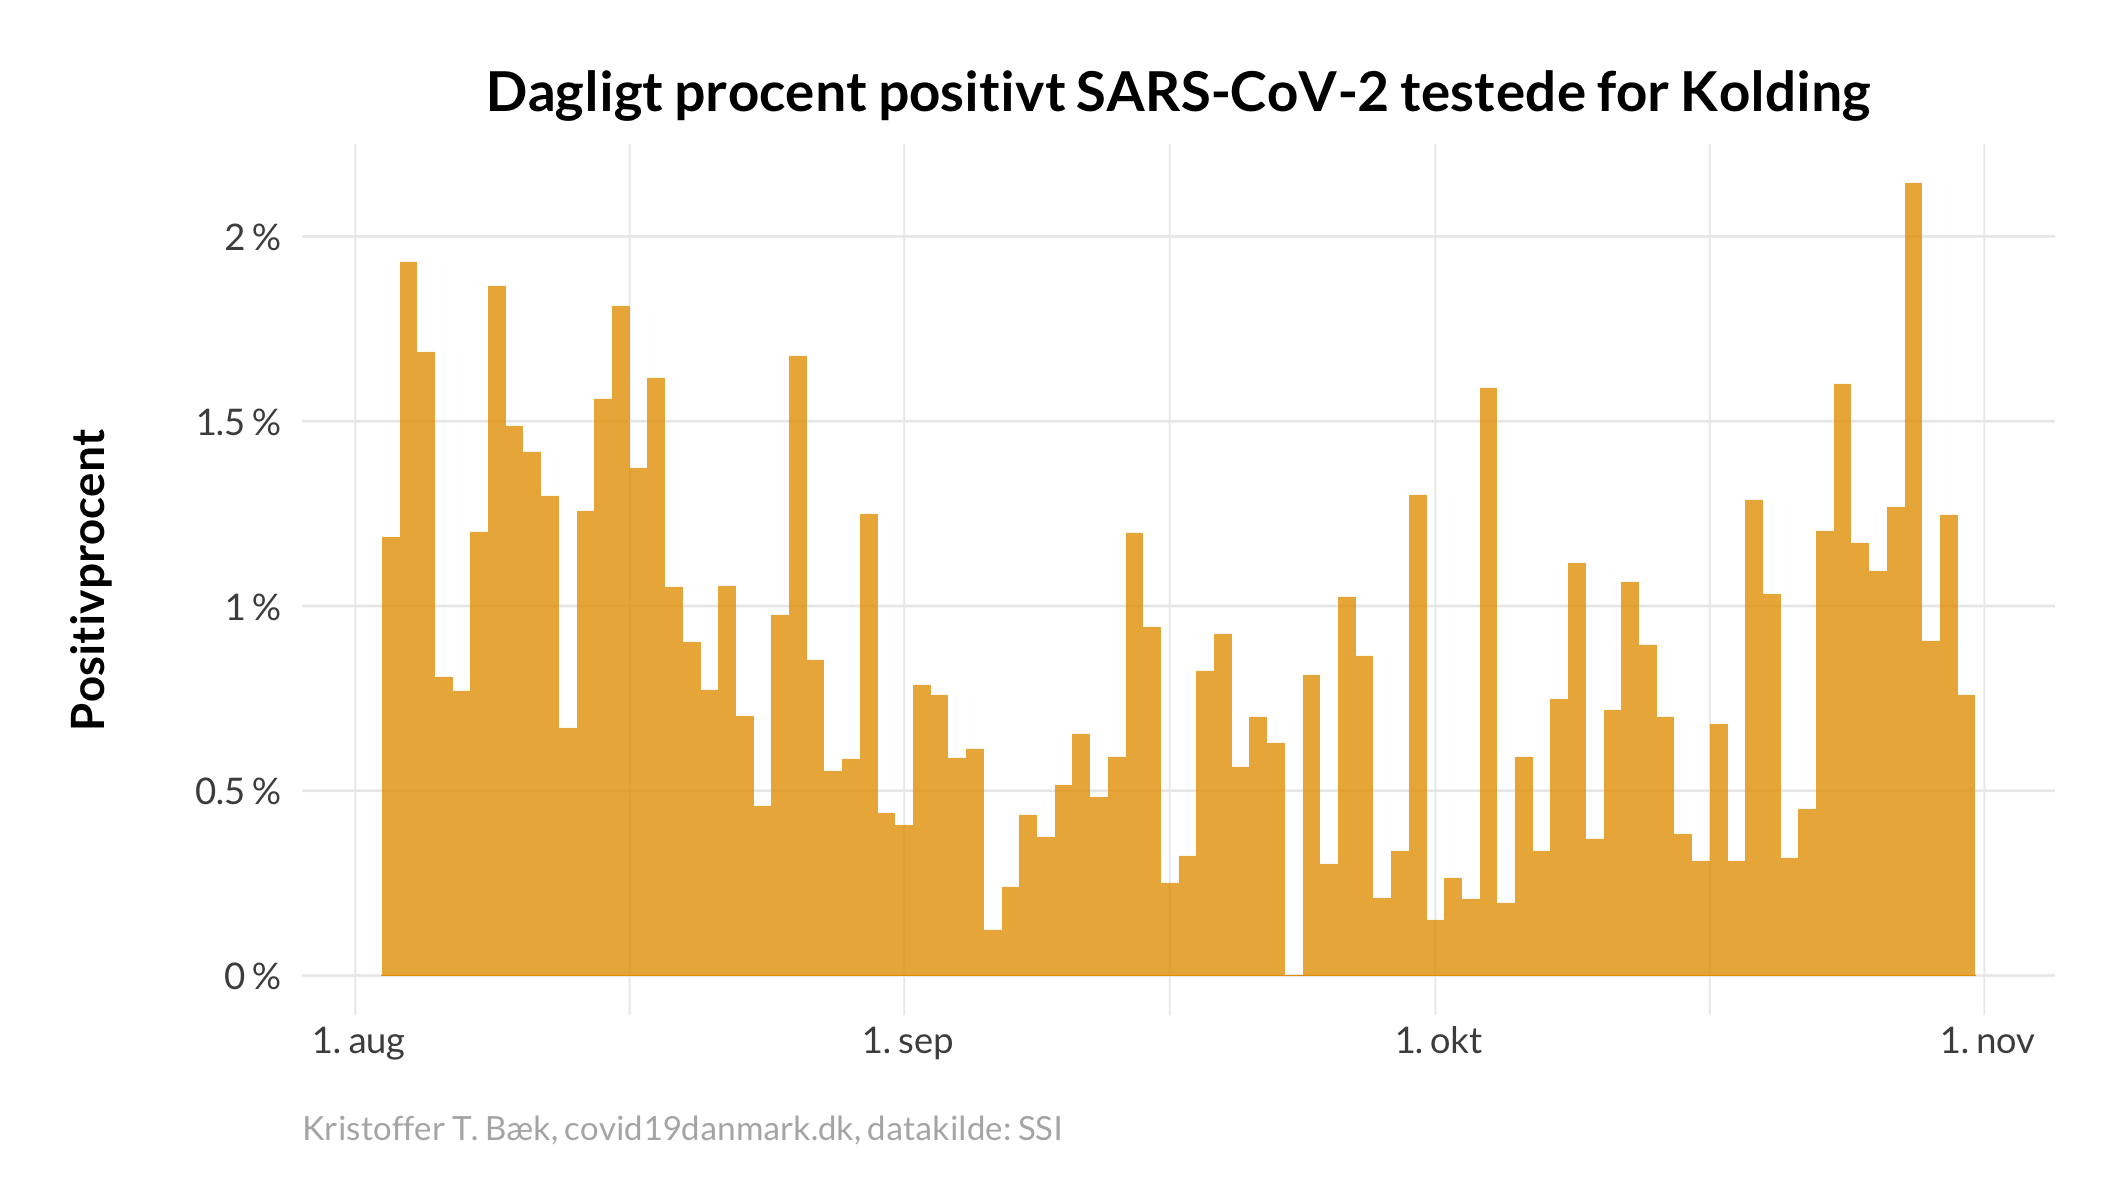 Dagligt procent positivt SARS-CoV-2 testede for Kolding
Positivprocent
2 %
1.5 %
1 %
0.5 %
0 %
1. aug
1. sep
1. okt
1. nov
Kristoffer T. Bæk, covid19danmark.dk, datakilde: SSI